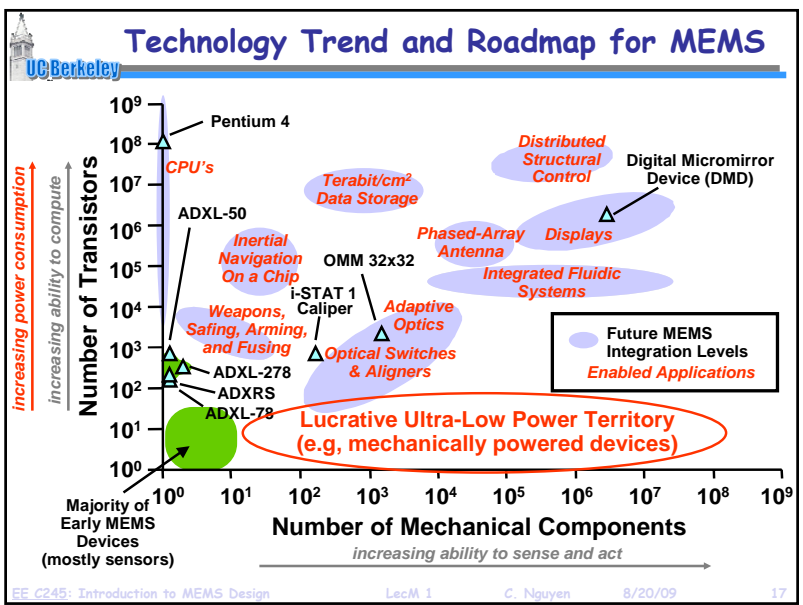 Technology Trend and Roadmap for MEMS
UC Berkeley
increasing power consumption
increasing ability to compute
Number of Transistors
10⁹
10⁸
10⁷
10⁶
10⁵
10⁴
10³
10²
10¹
10⁰
Pentium 4
CPU's
ADXL-50
Inertial
Navigation
On a Chip
Terabit/cm²
Data Storage
Distributed
Structural
Control
Digital Micromirror
Device (DMD)
Phased-Array
Antenna
Displays
OMM 32x32
Integrated Fluidic
Systems
i-STAT 1
Caliper
Weapons,
Safing, Arming,
and Fusing
Adaptive
Optics
Optical Switches
& Aligners
Future MEMS
Integration Levels
Enabled Applications
ADXL-278
ADXRS
ADXL-78
Lucrative Ultra-Low Power Territory
(e.g, mechanically powered devices)
10⁰ 10¹ 10² 10³ 10⁴ 10⁵ 10⁶ 10⁷ 10⁸ 10⁹
Majority of
Early MEMS
Devices
(mostly sensors)
Number of Mechanical Components
increasing ability to sense and act
EE C245: Introduction to MEMS Design LecM 1 C. Nguyen 8/20/09 17